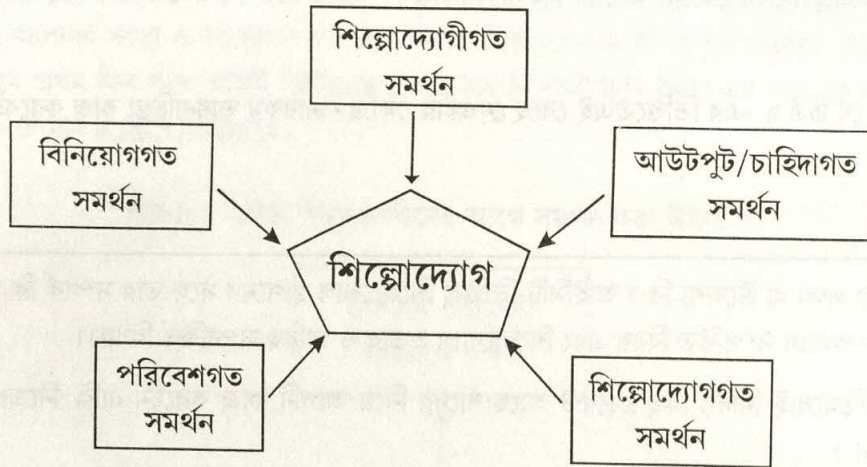 শিল্পোদ্যোগীগত
সমর্থন
বিনিয়োগগত
সমর্থন
আউটপুট/চাহিদাগত
সমর্থন
শিল্পোদ্যোগ
পরিবেশগত
সমর্থন
শিল্পোদ্যোগগত
সমর্থন